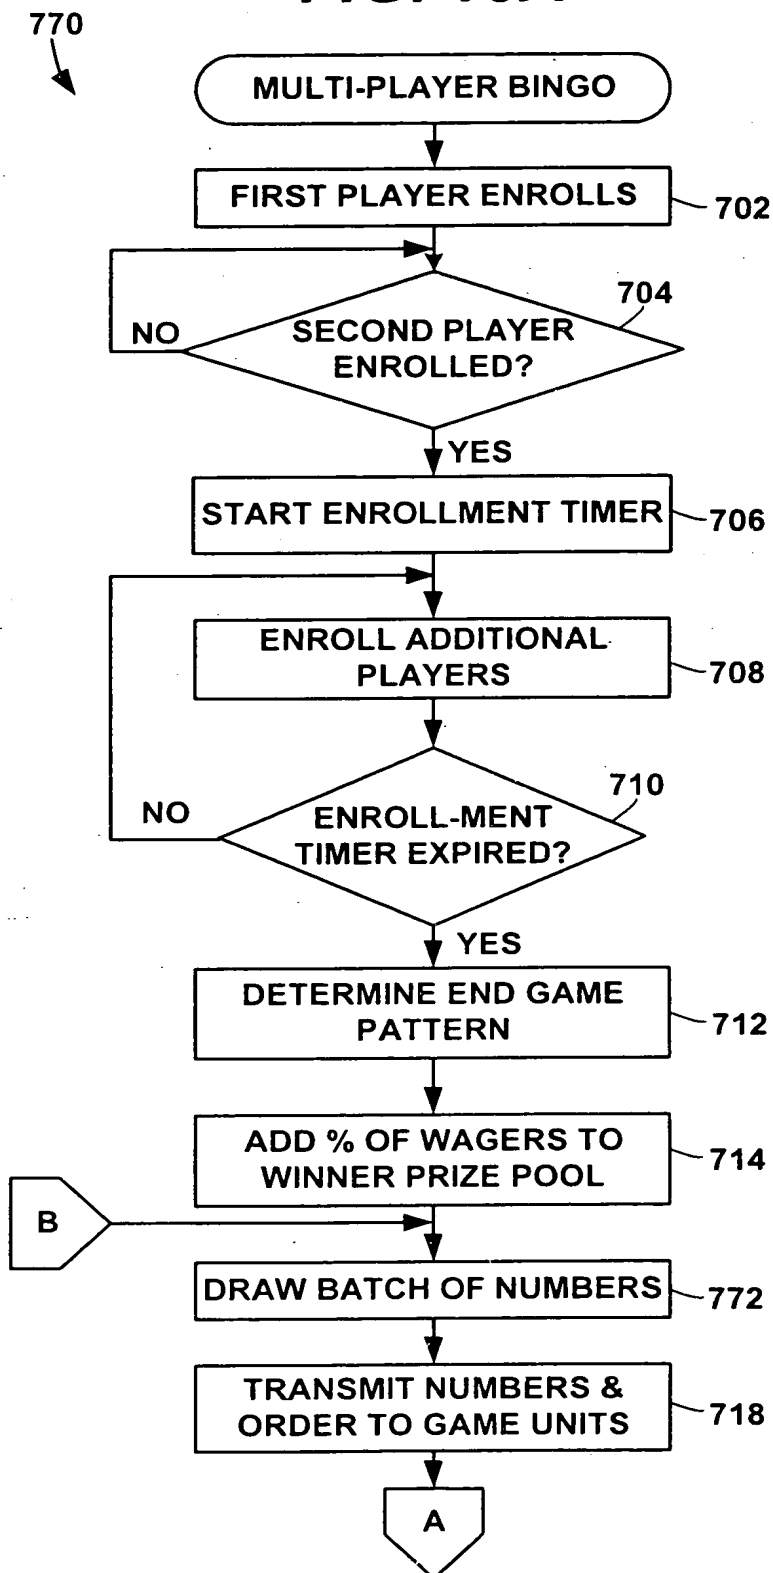 770
MULTI-PLAYER BINGO
FIRST PLAYER ENROLLS
702
704
SECOND PLAYER
ENROLLED?
NO
YES
START ENROLLMENT TIMER
706
ENROLL ADDITIONAL
PLAYERS
708
710
NO
ENROLL-MENT
TIMER EXPIRED?
YES
DETERMINE END GAME
PATTERN
712
ADD % OF WAGERS TO
WINNER PRIZE POOL
714
B
DRAW BATCH OF NUMBERS
772
TRANSMIT NUMBERS &
ORDER TO GAME UNITS
718
A